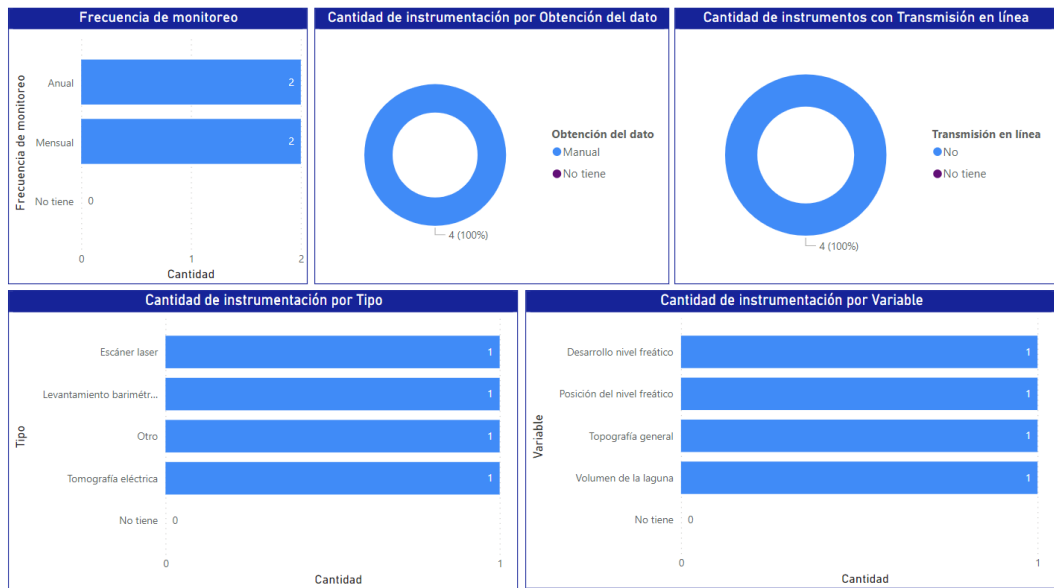 Frecuencia de monitoreo
Frecuencia de monitoreo
Anual
2
Mensual
2
No tiene
0
0
1
2
Cantidad
Cantidad de instrumentación por Obtención del dato
4 (100%)
Obtención del dato
Manual
No tiene
Cantidad de instrumentos con Transmisión en línea
4 (100%)
Transmisión en línea
No
No tiene
Cantidad de instrumentación por Tipo
Tipo
Escáner laser
1
Levantamiento barimétr...
1
Otro
1
Tomografía eléctrica
1
No tiene
0
0
1
Cantidad
Cantidad de instrumentación por Variable
Variable
Desarrollo nivel freático
1
Posición del nivel freático
1
Topografía general
1
Volumen de la laguna
1
No tiene
0
0
1
Cantidad